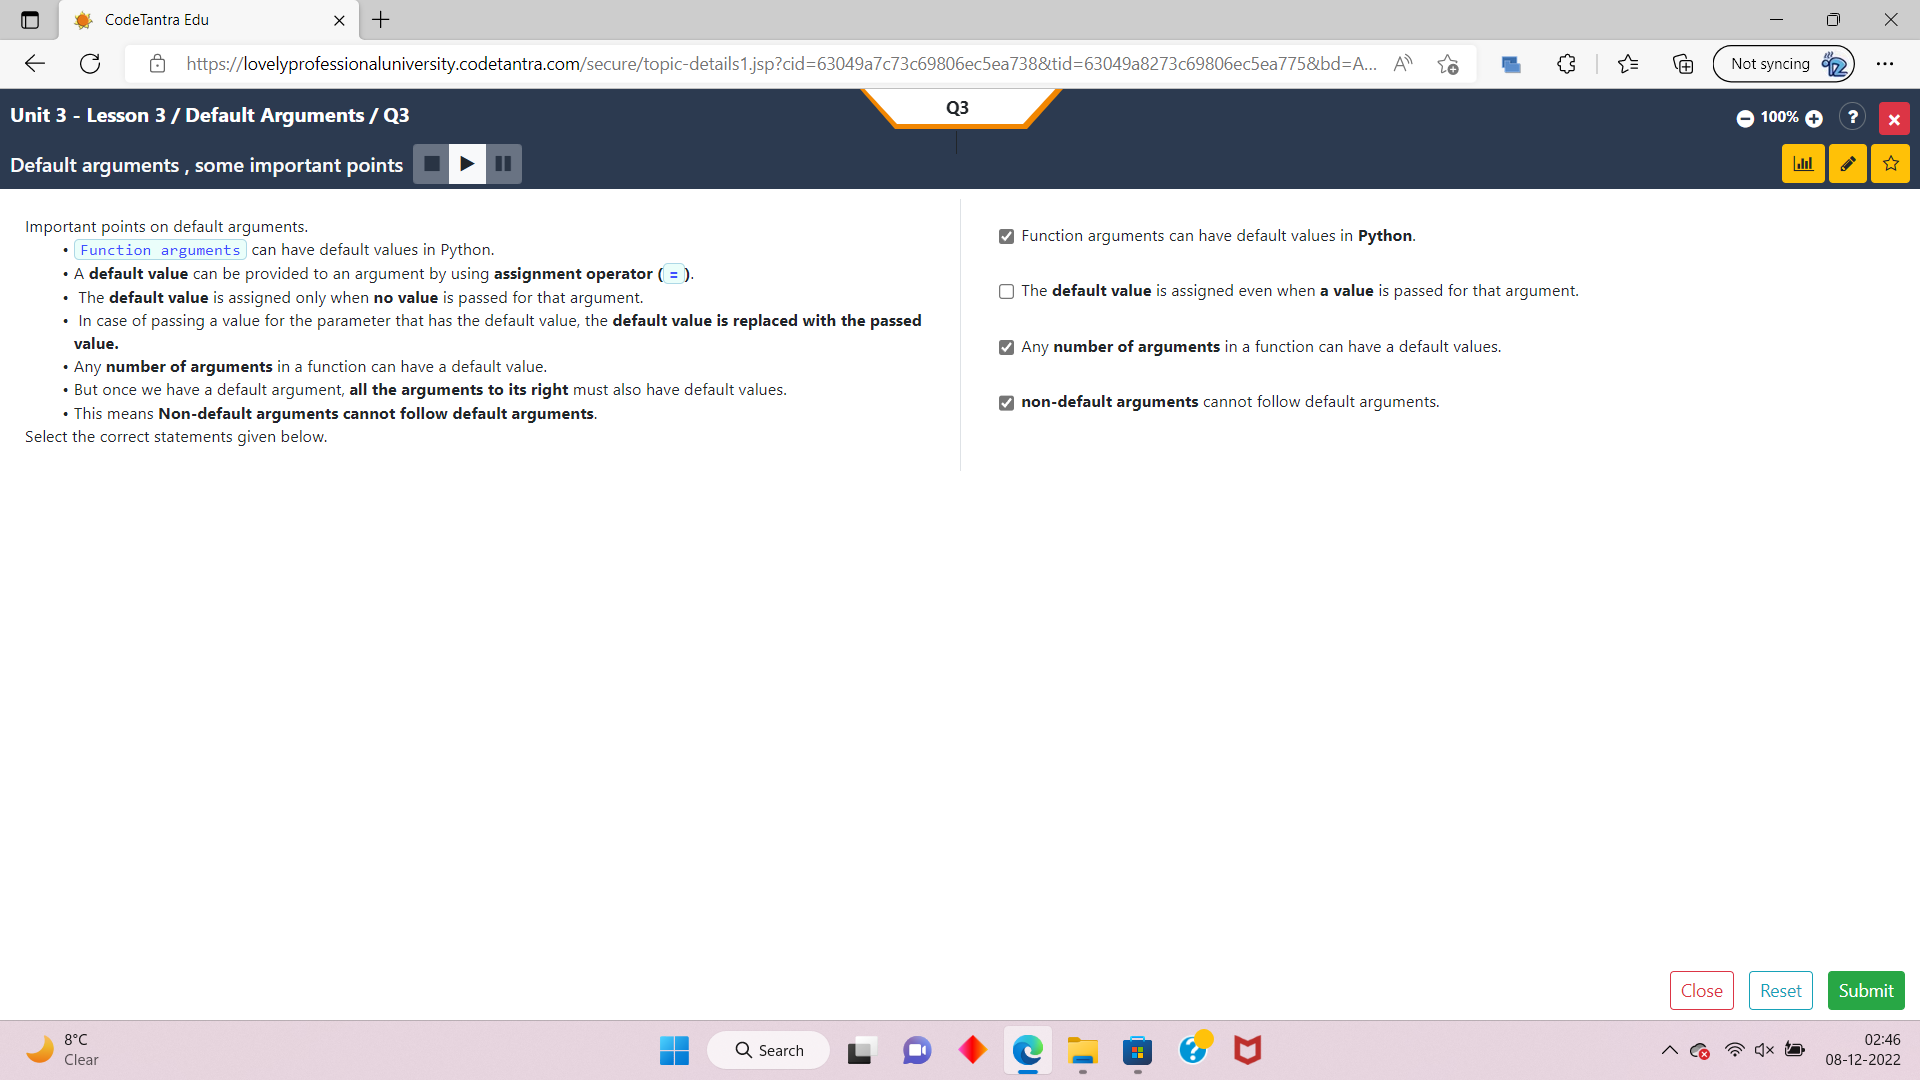 CodeTantra Edu
https://lovelyprofessionaluniversity.codetantra.com/secure/topic-details1.jsp?cid=63049a7c73c69806ec5ea738&tid=63049a8273c69806ec5ea775&bd=A...
Not syncing
Unit 3 - Lesson 3 / Default Arguments / Q3
Q3
100%
?
Default arguments , some important points
Important points on default arguments.
• Function arguments can have default values in Python.
• A default value can be provided to an argument by using assignment operator (=).
• The default value is assigned only when no value is passed for that argument.
• In case of passing a value for the parameter that has the default value, the default value is replaced with the passed
value.
• Any number of arguments in a function can have a default value.
• But once we have a default argument, all the arguments to its right must also have default values.
• This means Non-default arguments cannot follow default arguments.
Select the correct statements given below.
Function arguments can have default values in Python.
The default value is assigned even when a value is passed for that argument.
Any number of arguments in a function can have a default values.
non-default arguments cannot follow default arguments.
Close
Reset
Submit
8°C
Clear
Search
02:46
08-12-2022